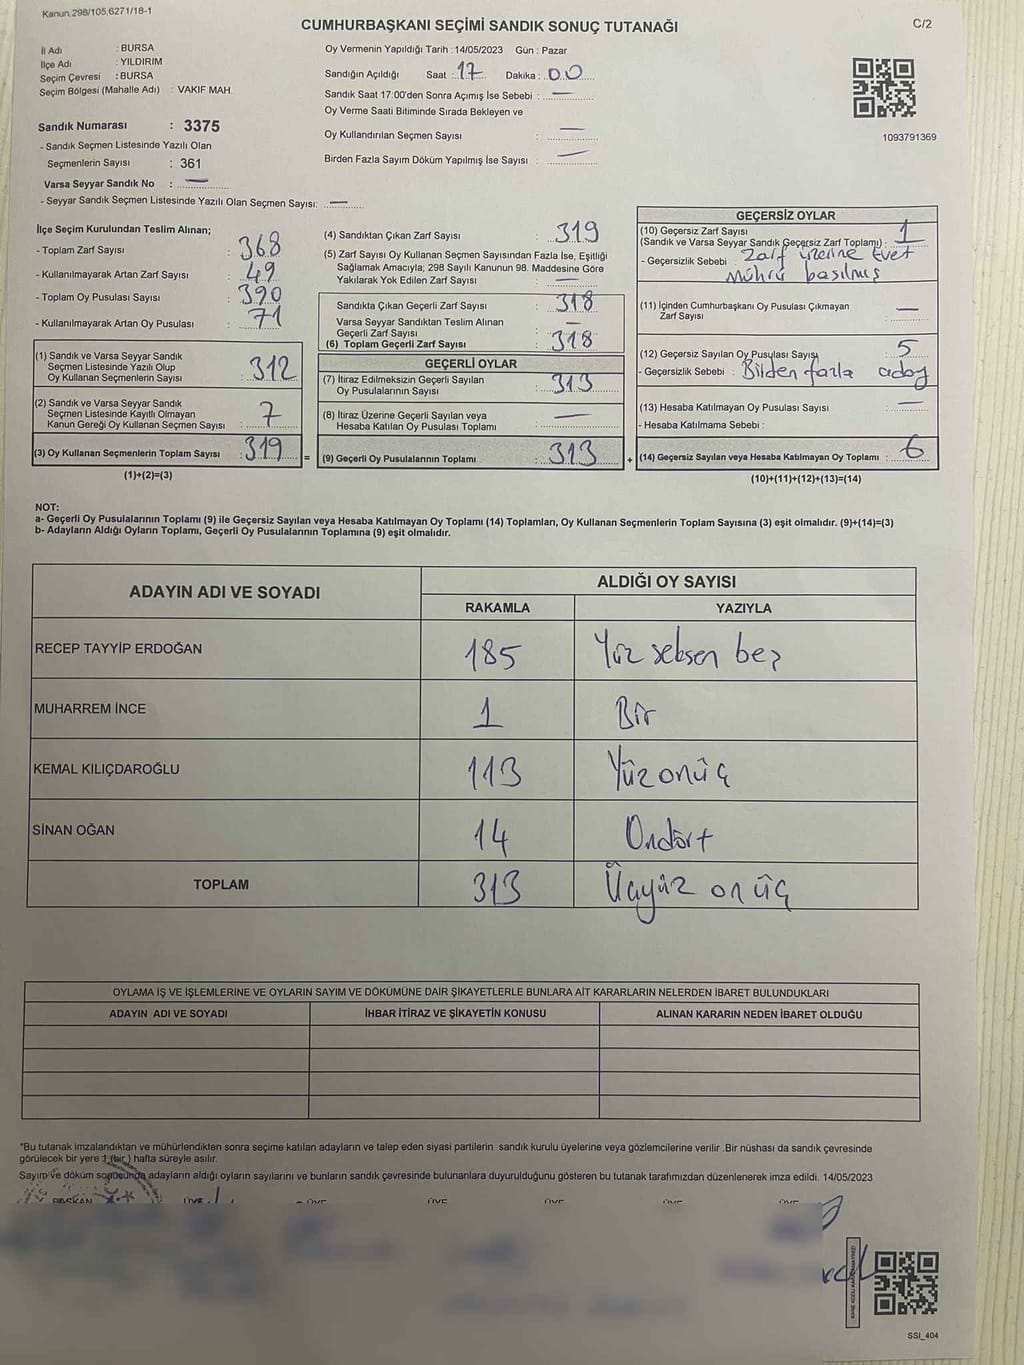 Kanun,298/105,6271/18-1
CUMHURBAŞKANI SEÇİMİ SANDIK SONUÇ TUTANAĞI
C/2
İl Adı : BURSA
İlçe Adı : YILDIRIM
Seçim Çevresi : BURSA
Seçim Bölgesi (Mahalle Adı) : VAKIF MAH.
Sandık Numarası : 3375
- Sandık Seçmen Listesinde Yazılı Olan
Seçmenlerin Sayısı : 361
Varsa Seyyar Sandık No : —
- Seyyar Sandık Seçmen Listesinde Yazılı Olan Seçmen Sayısı: —
Oy Vermenin Yapıldığı Tarih : 14/05/2023 Gün : Pazar
Sandığın Açıldığı Saat : 17 Dakika : 00
Sandık Saat 17:00'den Sonra Açımış İse Sebebi : —
Oy Verme Saati Bitiminde Sırada Bekleyen ve
Oy Kullandırılan Seçmen Sayısı : —
Birden Fazla Sayım Döküm Yapılmış İse Sayısı : —
1093791369
İlçe Seçim Kurulundan Teslim Alınan;
- Toplam Zarf Sayısı : 368
- Kullanılmayarak Artan Zarf Sayısı : 49
- Toplam Oy Pusulası Sayısı : 390
- Kullanılmayarak Artan Oy Pusulası : 71
(1) Sandık ve Varsa Seyyar Sandık
Seçmen Listesinde Yazılı Olup
Oy Kullanan Seçmenlerin Sayısı : 312
(2) Sandık ve Varsa Seyyar Sandık
Seçmen Listesinde Kayıtlı Olmayan
Kanun Gereği Oy Kullanan Seçmen Sayısı : 7
(3) Oy Kullanan Seçmenlerin Toplam Sayısı : 319
(1)+(2)=(3)
=
(4) Sandıktan Çıkan Zarf Sayısı : 319
(5) Zarf Sayısı Oy Kullanan Seçmen Sayısından Fazla İse, Eşitliği
Sağlamak Amacıyla; 298 Sayılı Kanunun 98. Maddesine Göre
Yakılarak Yok Edilen Zarf Sayısı : —
Sandıkta Çıkan Geçerli Zarf Sayısı : 318
Varsa Seyyar Sandıktan Teslim Alınan
Geçerli Zarf Sayısı : —
(6) Toplam Geçerli Zarf Sayısı : 318
GEÇERLİ OYLAR
(7) İtiraz Edilmeksizin Geçerli Sayılan
Oy Pusulalarının Sayısı : 313
(8) İtiraz Üzerine Geçerli Sayılan veya
Hesaba Katılan Oy Pusulası Toplamı : —
(9) Geçerli Oy Pusulalarının Toplamı : 313
+
GEÇERSİZ OYLAR
(10) Geçersiz Zarf Sayısı
(Sandık ve Varsa Seyyar Sandık Geçersiz Zarf Toplamı) : 1
- Geçersizlik Sebebi : Zarf üzerine Evet
Mührü basılmış
(11) İçinden Cumhurbaşkanı Oy Pusulası Çıkmayan
Zarf Sayısı : —
(12) Geçersiz Sayılan Oy Pusulası Sayısı : 5
- Geçersizlik Sebebi : Birden fazla aday
(13) Hesaba Katılmayan Oy Pusulası Sayısı : —
- Hesaba Katılmama Sebebi :
(14) Geçersiz Sayılan veya Hesaba Katılmayan Oy Toplamı : 6
(10)+(11)+(12)+(13)=(14)
NOT:
a- Geçerli Oy Pusulalarının Toplamı (9) ile Geçersiz Sayılan veya Hesaba Katılmayan Oy Toplamı (14) Toplamları, Oy Kullanan Seçmenlerin Toplam Sayısına (3) eşit olmalıdır. (9)+(14)=(3)
b- Adayların Aldığı Oyların Toplamı, Geçerli Oy Pusulalarının Toplamına (9) eşit olmalıdır.
ADAYIN ADI VE SOYADI
ALDIĞI OY SAYISI
RAKAMLA YAZIYLA
RECEP TAYYİP ERDOĞAN 185 Yüz seksen beş
MUHARREM İNCE 1 Bir
KEMAL KILIÇDAROĞLU 113 Yüz onüç
SİNAN OĞAN 14 Ondört
TOPLAM 313 Üçyüz onüç
OYLAMA İŞ VE İŞLEMLERİNE VE OYLARIN SAYIM VE DÖKÜMÜNE DAİR ŞİKAYETLERLE BUNLARA AİT KARARLARIN NELERDEN İBARET BULUNDUKLARI
ADAYIN ADI VE SOYADI İHBAR İTİRAZ VE ŞİKAYETİN KONUSU ALINAN KARARIN NEDEN İBARET OLDUĞU
*Bu tutanak imzalandıktan ve mühürlendikten sonra seçime katılan adayların ve talep eden siyasi partilerin sandık kurulu üyelerine veya gözlemcilerine verilir .Bir nüshası da sandık çevresinde
görülecek bir yere 1 (bir) hafta süreyle asılır.
Sayım ve döküm sonucunda adayların aldığı oyların sayılarını ve bunların sandık çevresinde bulunanlara duyurulduğunu gösteren bu tutanak tarafımızdan düzenlenerek imza edildi. 14/05/2023
BAŞKAN ÜYE ÜYE ÜYE ÜYE ÜYE ÜYE
SSI_404